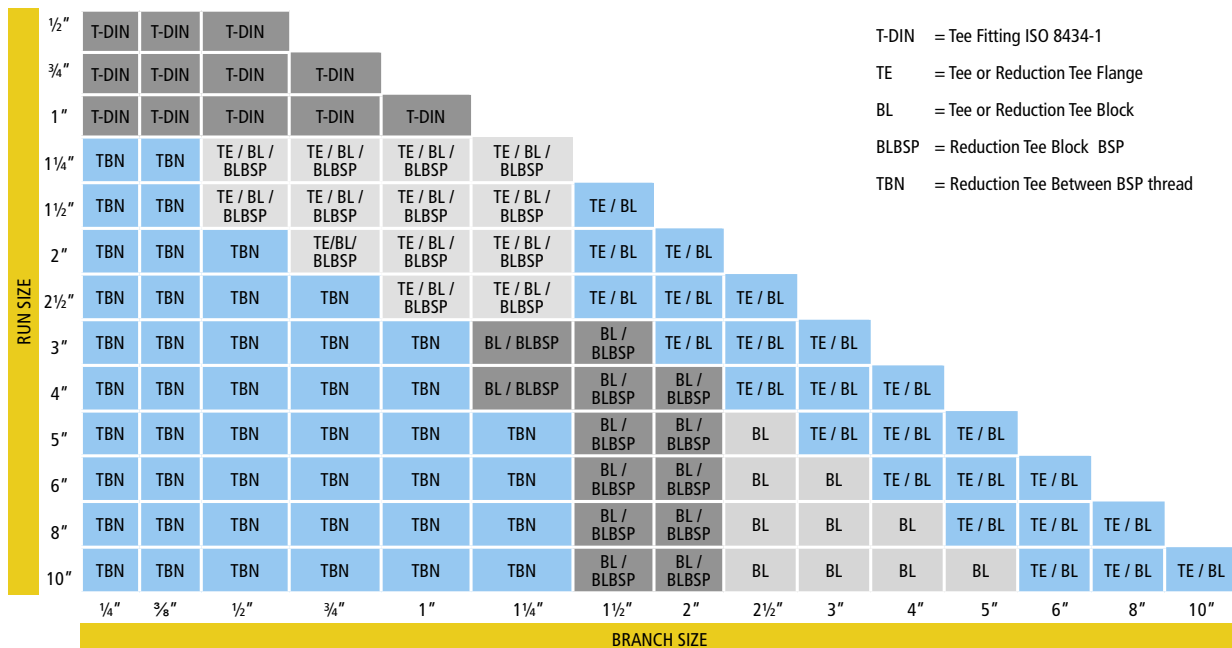 ½" T-DIN T-DIN T-DIN
T-DIN = Tee Fitting ISO 8434-1
¾" T-DIN T-DIN T-DIN T-DIN
TE = Tee or Reduction Tee Flange
1" T-DIN T-DIN T-DIN T-DIN T-DIN
BL = Tee or Reduction Tee Block
BLBSP = Reduction Tee Block BSP
TBN = Reduction Tee Between BSP thread
1¼" TBN TBN TE / BL / BLBSP TE / BL / BLBSP TE / BL / BLBSP TE / BL / BLBSP
1½" TBN TBN TE / BL / BLBSP TE / BL / BLBSP TE / BL / BLBSP TE / BL / BLBSP TE / BL
2" TBN TBN TBN TE/BL/ BLBSP TE / BL / BLBSP TE / BL / BLBSP TE / BL TE / BL
2½" TBN TBN TBN TBN TE / BL / BLBSP TE / BL / BLBSP TE / BL TE / BL TE / BL
3" TBN TBN TBN TBN TBN BL / BLBSP BL / BLBSP TE / BL TE / BL TE / BL
4" TBN TBN TBN TBN TBN BL / BLBSP BL / BLBSP BL / BLBSP TE / BL TE / BL TE / BL
5" TBN TBN TBN TBN TBN TBN BL / BLBSP BL / BLBSP BL TE / BL TE / BL TE / BL
6" TBN TBN TBN TBN TBN TBN BL / BLBSP BL / BLBSP BL BL TE / BL TE / BL TE / BL
8" TBN TBN TBN TBN TBN TBN BL / BLBSP BL / BLBSP BL BL BL TE / BL TE / BL TE / BL
10" TBN TBN TBN TBN TBN TBN BL / BLBSP BL / BLBSP BL BL BL BL TE / BL TE / BL TE / BL
¼" ⅜" ½" ¾" 1" 1¼" 1½" 2" 2½" 3" 4" 5" 6" 8" 10"
RUN SIZE
BRANCH SIZE